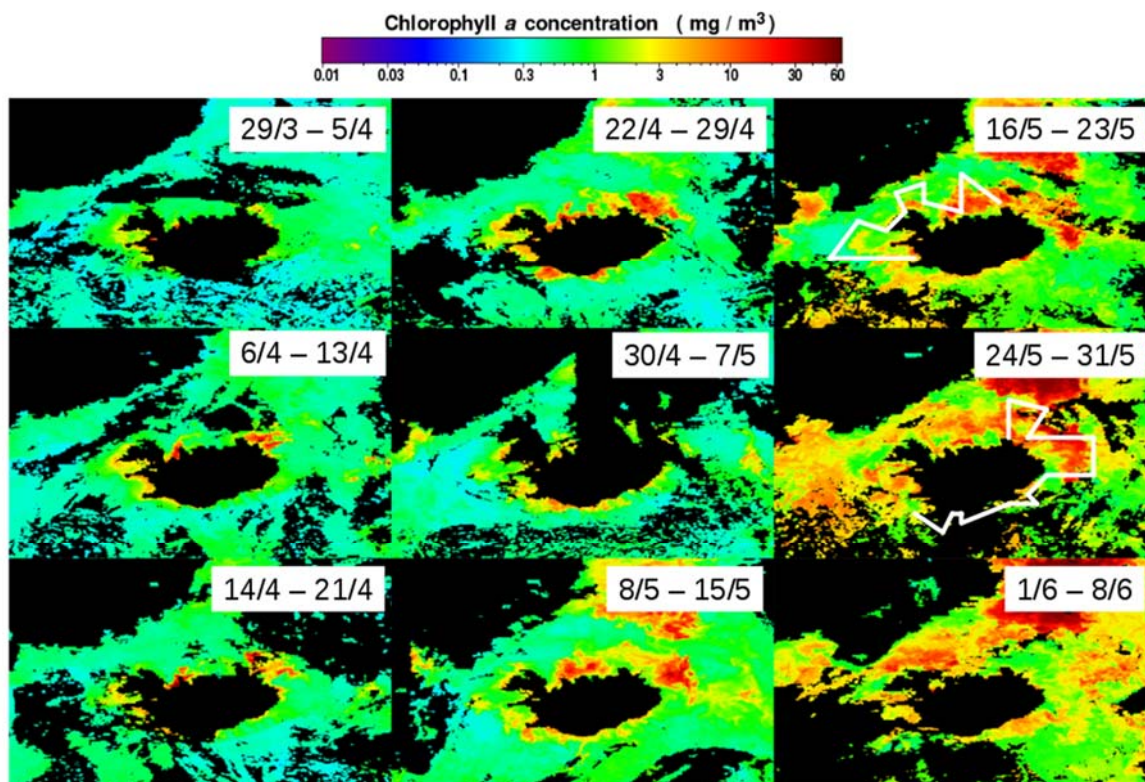 Chlorophyll a concentration ( mg / m³ )
0.01 0.03 0.1 0.3 1 3 10 30 60
29/3 – 5/4 22/4 – 29/4 16/5 – 23/5
6/4 – 13/4 30/4 – 7/5 24/5 – 31/5
14/4 – 21/4 8/5 – 15/5 1/6 – 8/6